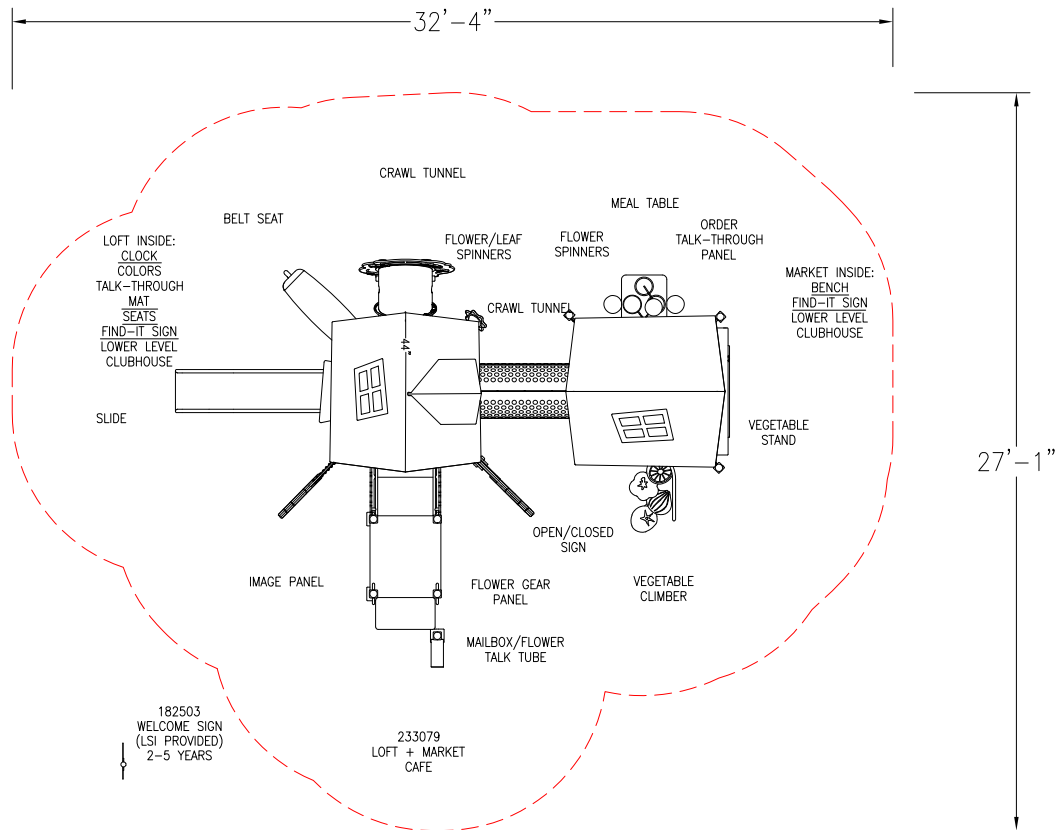 32'-4"
CRAWL TUNNEL
MEAL TABLE
BELT SEAT
ORDER
TALK-THROUGH
PANEL
FLOWER/LEAF
SPINNERS
FLOWER
SPINNERS
LOFT INSIDE:
CLOCK
COLORS
TALK-THROUGH
MAT
SEATS
FIND-IT SIGN
LOWER LEVEL
CLUBHOUSE
MARKET INSIDE:
BENCH
FIND-IT SIGN
LOWER LEVEL
CLUBHOUSE
CRAWL TUNNEL
44"
SLIDE
VEGETABLE
STAND
27'-1"
OPEN/CLOSED
SIGN
IMAGE PANEL
FLOWER GEAR
PANEL
VEGETABLE
CLIMBER
MAILBOX/FLOWER
TALK TUBE
182503
WELCOME SIGN
(LSI PROVIDED)
2-5 YEARS
233079
LOFT + MARKET
CAFE